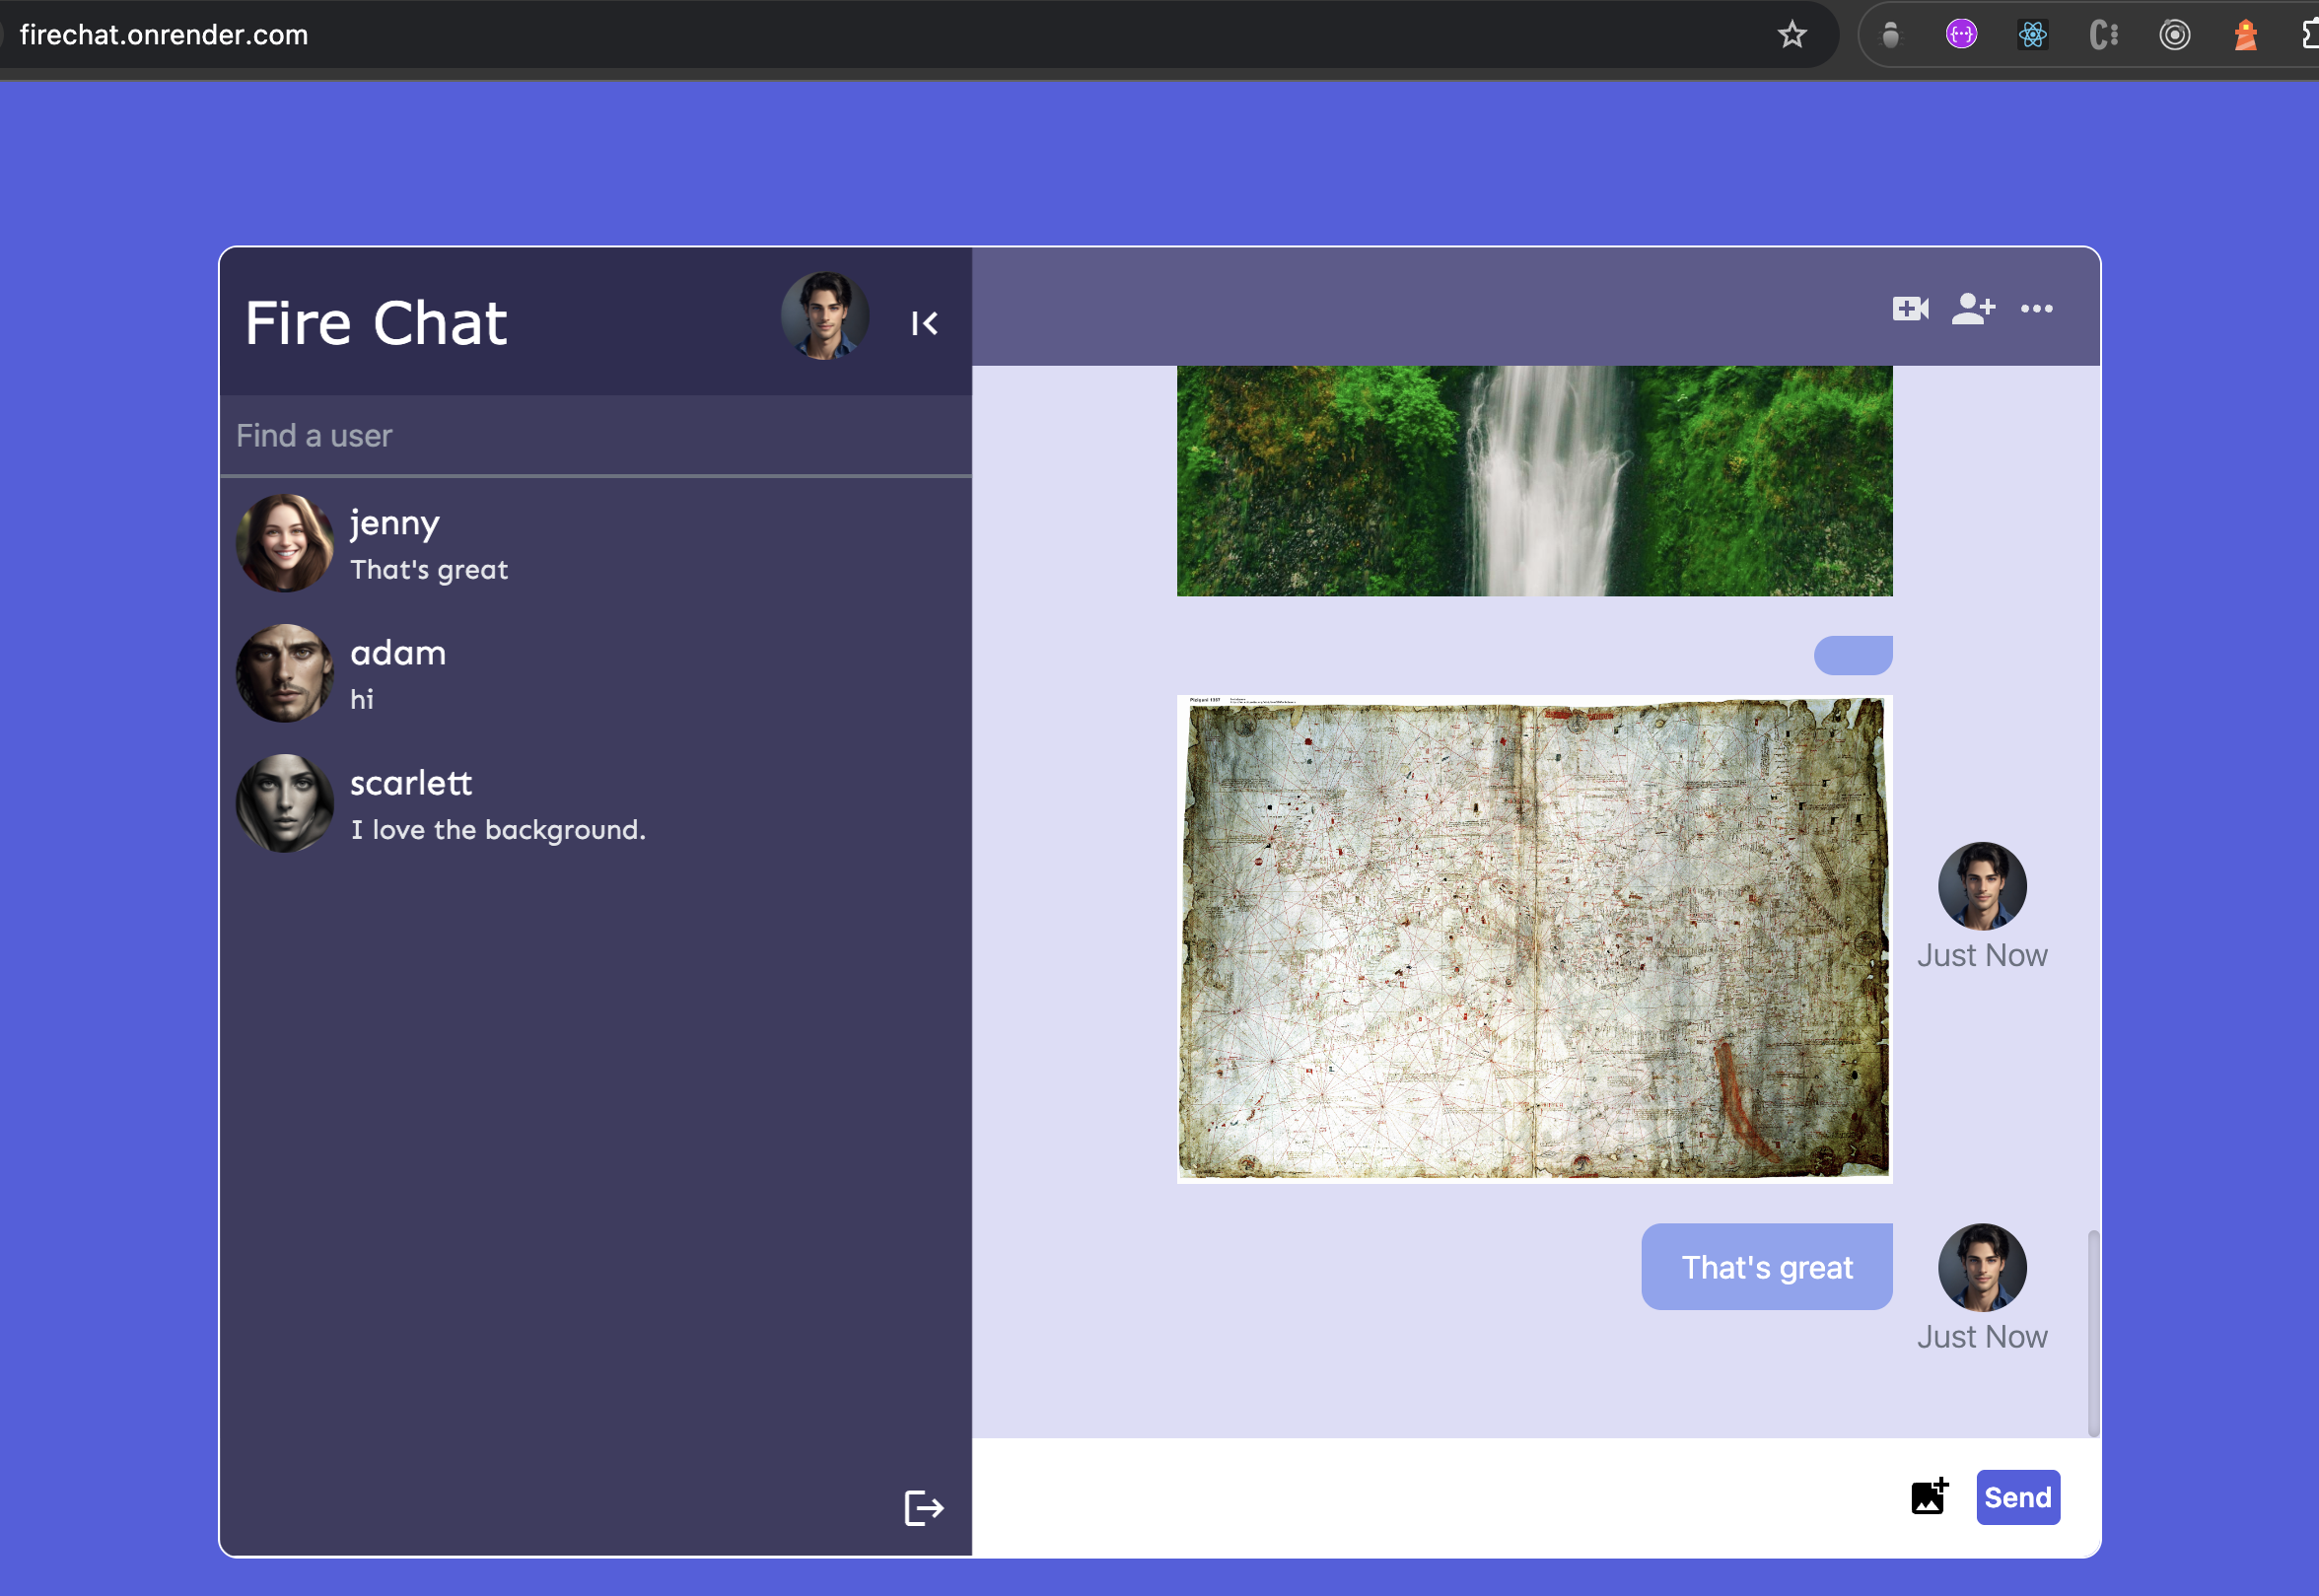 firechat.onrender.com
Fire Chat
Find a user
jenny
That's great
adam
hi
scarlett
I love the background.
Just Now
That's great
Just Now
Send